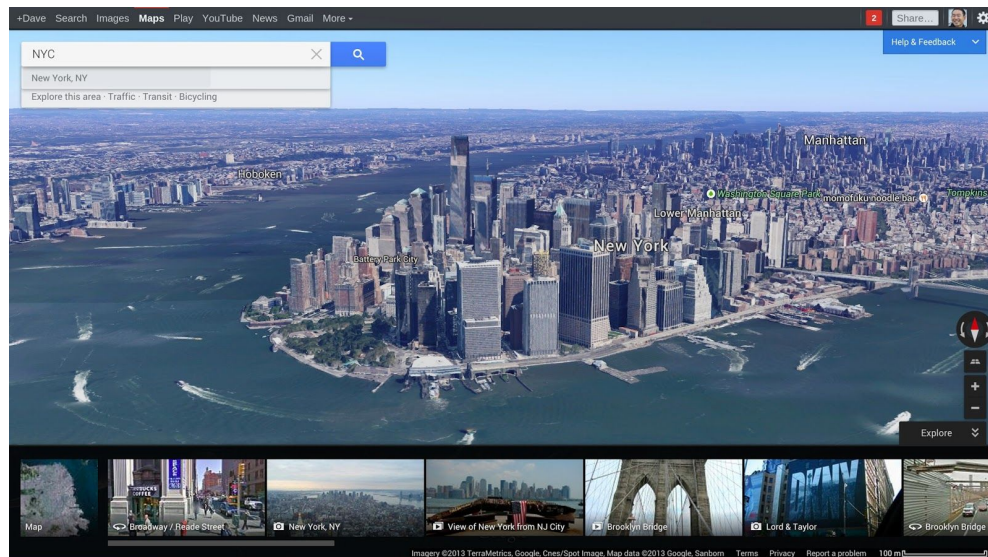 +Dave Search Images Maps Play YouTube News Gmail More
2 Share...
NYC
Help & Feedback
New York, NY
Explore this area · Traffic · Transit · Bicycling
Manhattan
Hoboken
Washington Square Park
momofuku noodle bar
Tompkins
Lower Manhattan
New York
Battery Park City
+
−
Explore
STARBUCKS COFFEE
DKNY
Map
Broadway / Reade Street
New York, NY
View of New York from NJ City
Brooklyn Bridge
Lord & Taylor
Brooklyn Bridge
Imagery ©2013 TerraMetrics, Google, Cnes/Spot Image, Map data ©2013 Google, Sanborn Terms Privacy Report a problem 100 m